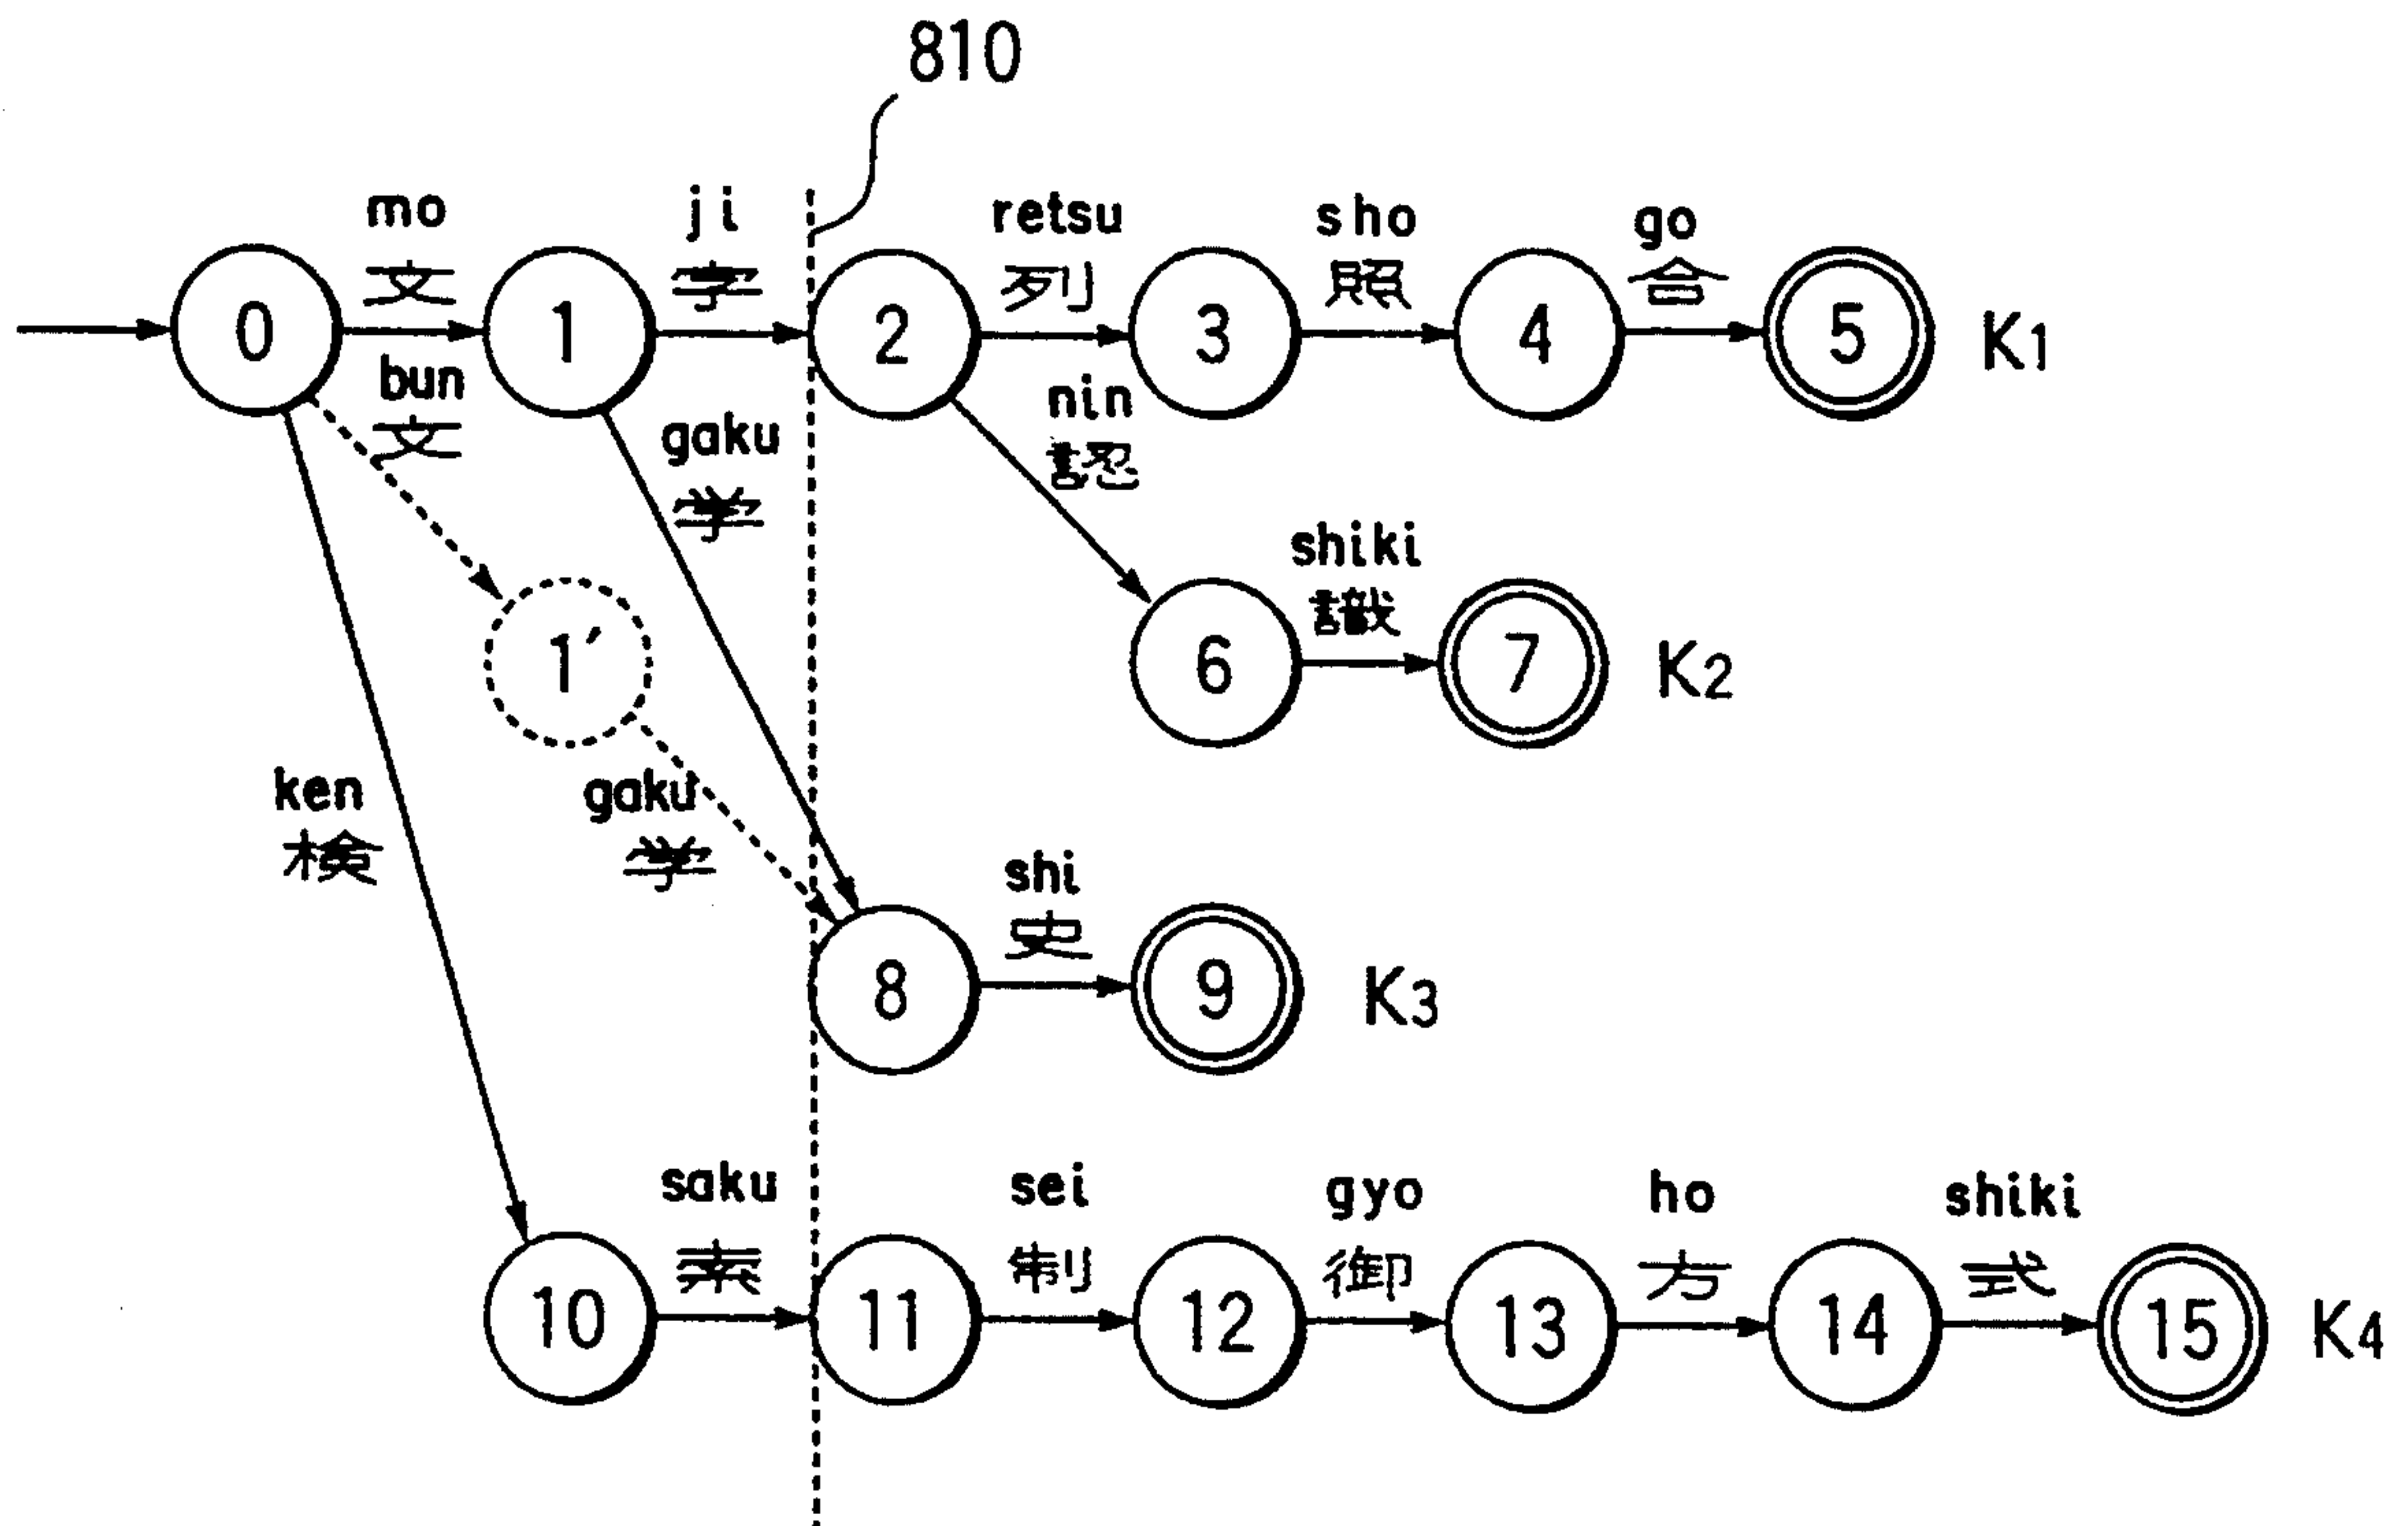 810
mo ji retsu sho go
文 字 列 照 合
0 1 2 3 4 5 K1
bun gaku nin
文 学 認
shiki
識
1′ 6 7 K2
ken gaku shi
検 学 史
8 9 K3
saku sei gyo ho shiki
索 制 御 方 式
10 11 12 13 14 15 K4